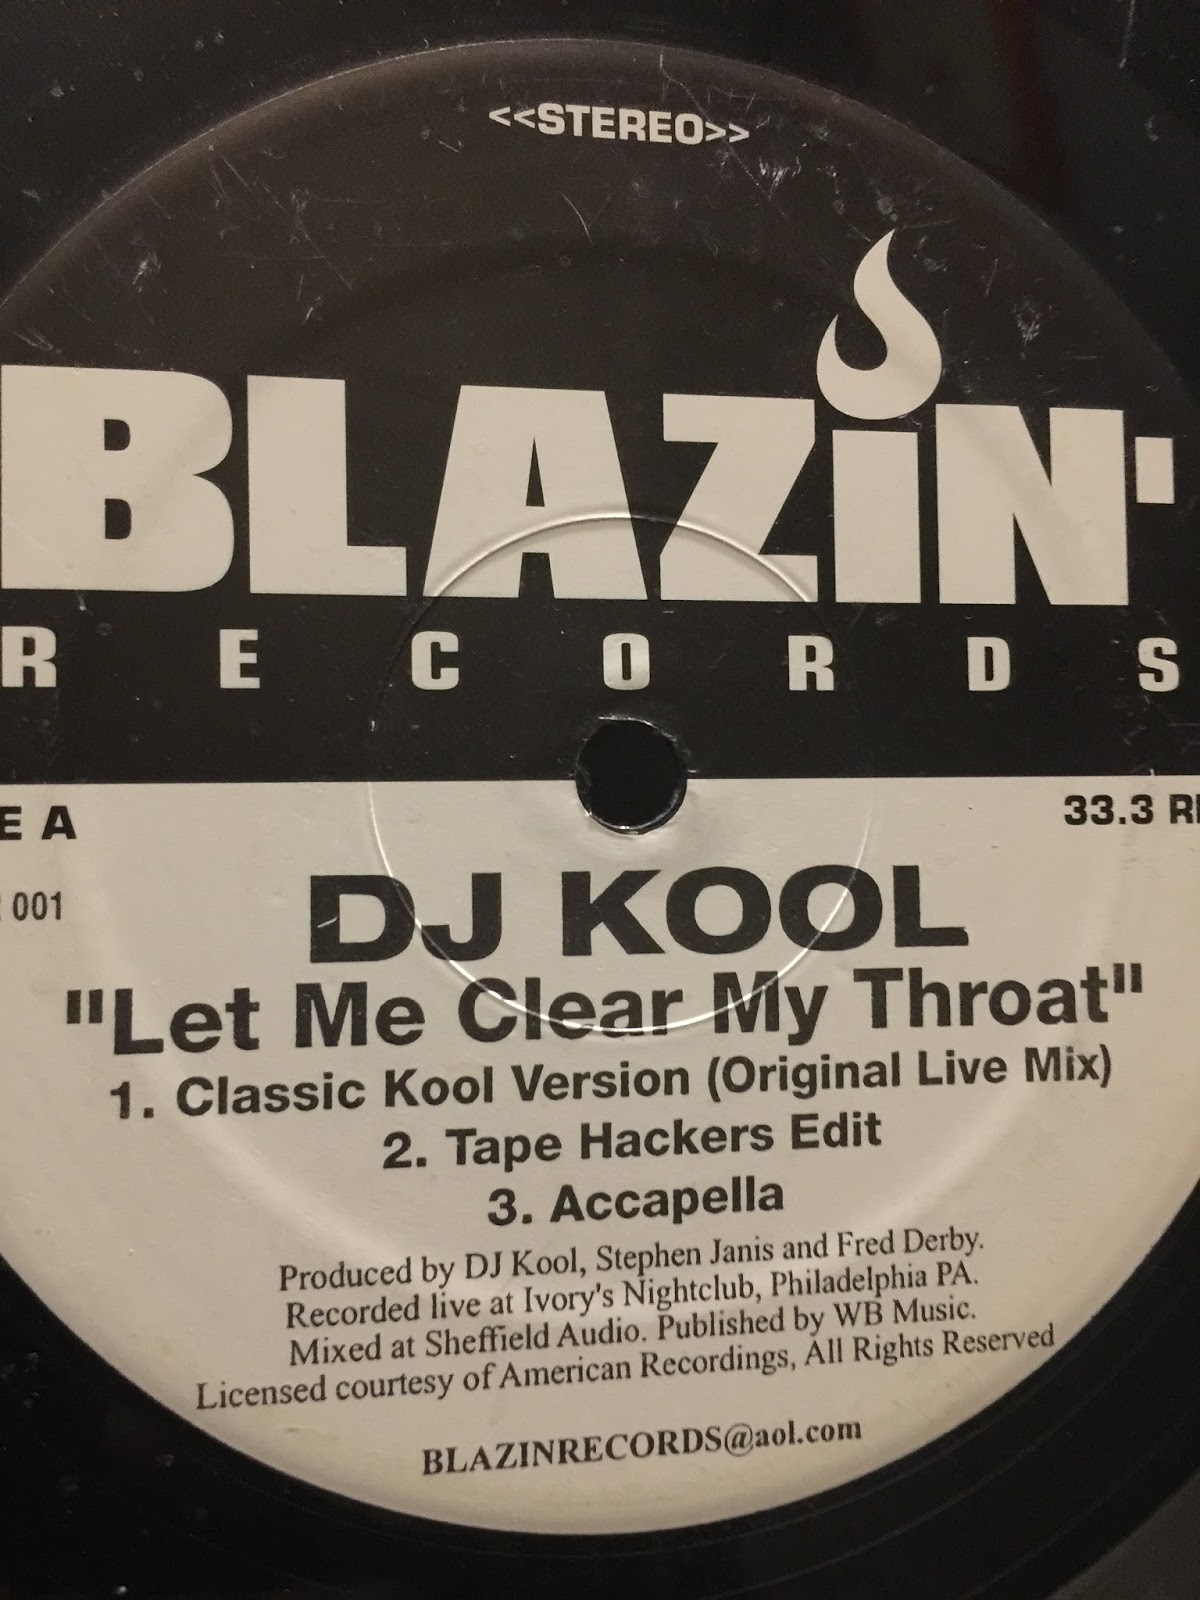 <<STEREO>>
BLAZiN'
RECORDS
E A
33.3
001
DJ KOOL
"Let Me Clear My Throat"
1. Classic Kool Version (Original Live Mix)
2. Tape Hackers Edit
3. Accapella
Produced by DJ Kool, Stephen Janis and Fred Derby.
Recorded live at Ivory's Nightclub, Philadelphia PA.
Mixed at Sheffield Audio. Published by WB Music.
Licensed courtesy of American Recordings, All Rights Reserved
BLAZINRECORDS@aol.com